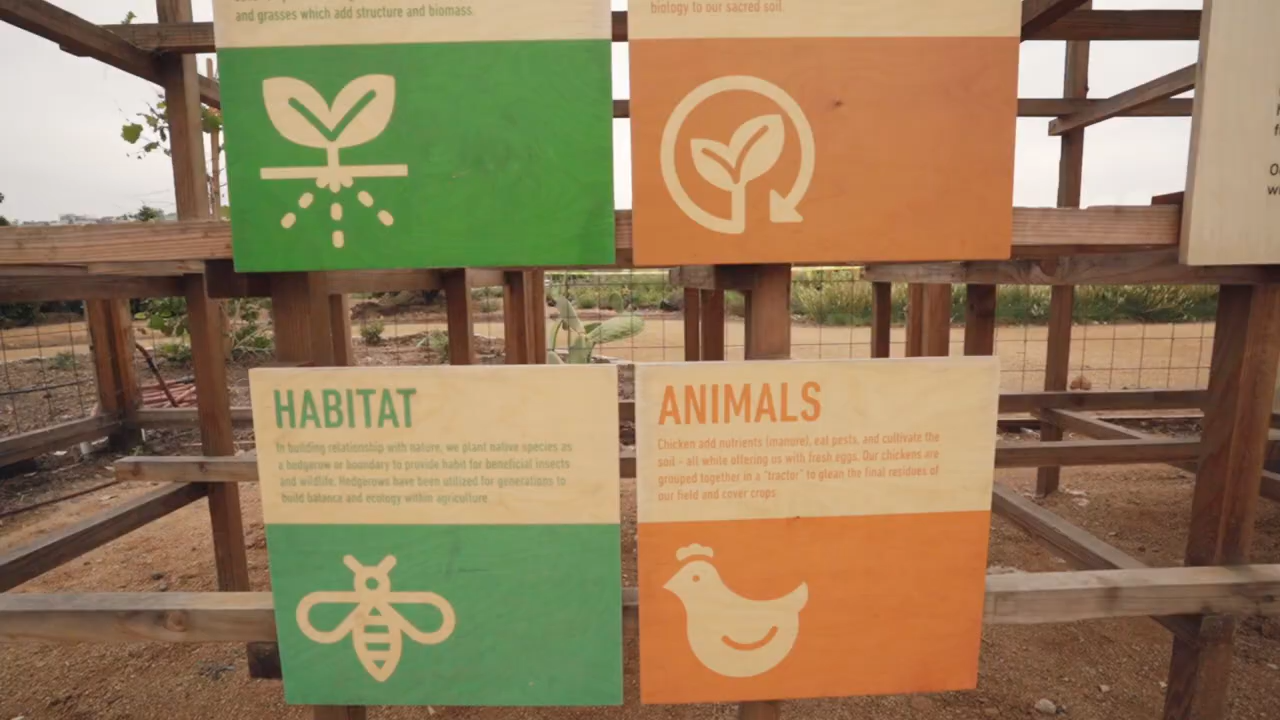 and grasses which add structure and biomass.
biology to our sacred soil.
HABITAT
In building relationship with nature, we plant native species as
a hedgerow or boundary to provide habit for beneficial insects
and wildlife. Hedgerows have been utilized for generations to
build balance and ecology within agriculture
ANIMALS
Chicken add nutrients (manure), eat pests, and cultivate the
soil - all while offering us with fresh eggs. Our chickens are
grouped together in a "tractor" to glean the final residues of
our field and cover crops